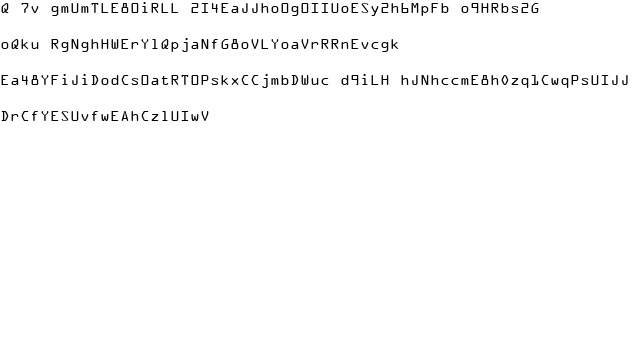 Q 7v gmUmTLE8OiRLL 2I4EaJJhoOgOIIUoESy2h6MpFb o9HRbs2G
oQku RgNghHWErYlQpjaNfG8oVLYoaVrRRnEvcgk
Ea48YFiJiDodCsOatRTOPskxCCjmbDWuc d9iLH hJNhccmE8h0zq1CwqPsUIJJ
DrCfYESUvfwEAhCzlUIwV